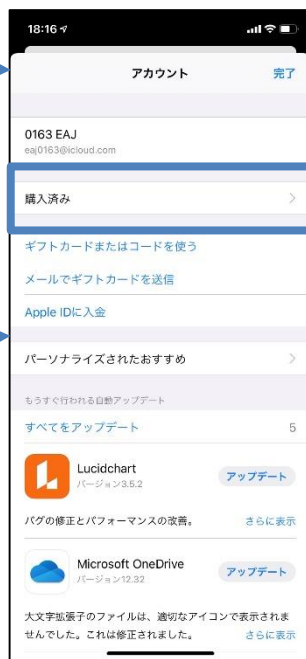 18:16
アカウント
完了
0163 EAJ
eaj0163@icloud.com
購入済み
ギフトカードまたはコードを使う
メールでギフトカードを送信
Apple IDに入金
パーソナライズされたおすすめ
もうすぐ行われる自動アップデート
すべてをアップデート
5
Lucidchart
バージョン3.5.2
アップデート
バグの修正とパフォーマンスの改善。
さらに表示
Microsoft OneDrive
バージョン12.32
アップデート
大文字拡張子のファイルは、適切なアイコンで表示されま
せんでした。これは修正されました。
さらに表示